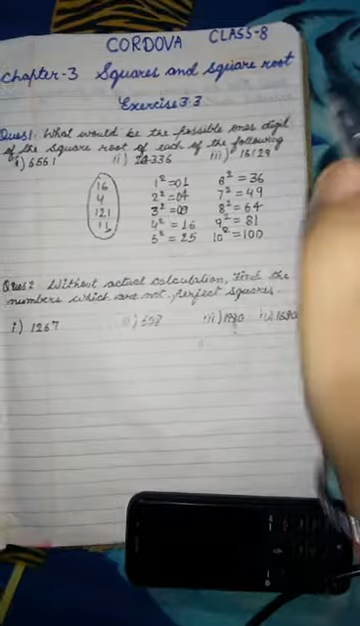 CORDOVA CLASS-8
Chapter-3 Squares and square root
Exercise 3.3
Ques1. What would be the possible ones digit
of the square root of each of the following
i) 6561 ii) 20336 iii) 16129
16
4
121
11
1² = 01 6² = 36
2² = 04 7² = 49
3² = 09 8² = 64
4² = 16 9² = 81
5² = 25 10² = 100
Ques2. Without actual calculation, find the
numbers which are not perfect squares.
i) 1267 iii)